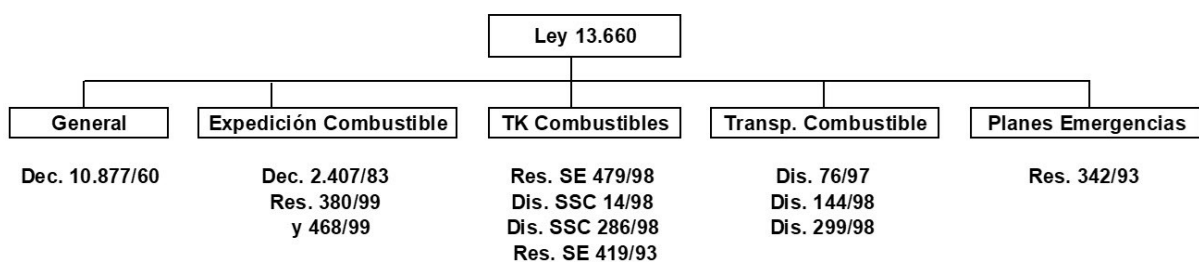 Ley 13.660
General
Expedición Combustible
TK Combustibles
Transp. Combustible
Planes Emergencias
Dec. 10.877/60
Dec. 2.407/83
Res. 380/99
y 468/99
Res. SE 479/98
Dis. SSC 14/98
Dis. SSC 286/98
Res. SE 419/93
Dis. 76/97
Dis. 144/98
Dis. 299/98
Res. 342/93